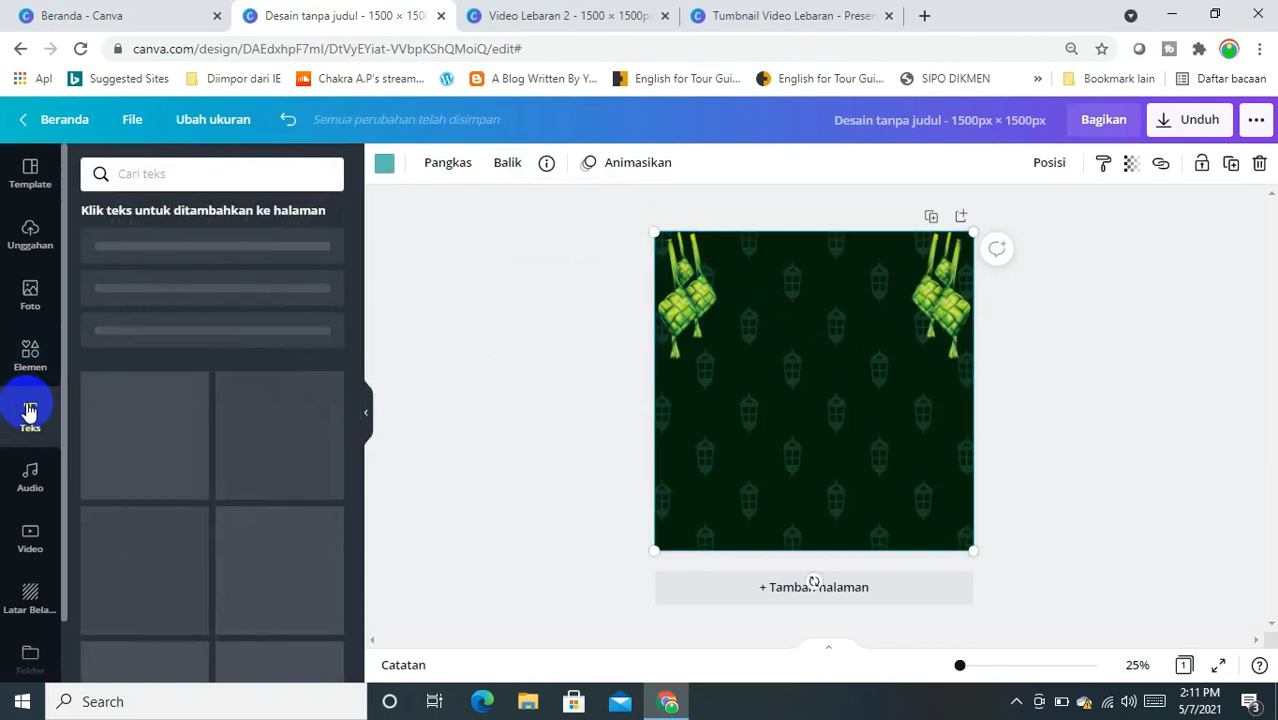 Beranda - Canva
Desain tanpa judul - 1500 × 1500
Video Lebaran 2 - 1500 × 1500p
Tumbnail Video Lebaran - Preser
canva.com/design/DAEdxhpF7mI/DtVyEYiat-VVbpKShQMoiQ/edit#
Apl
Suggested Sites
Diimpor dari IE
Chakra A.P's stream...
A Blog Written By Y...
English for Tour Gui...
English for Tour Gui...
SIPO DIKMEN
»
Bookmark lain
Daftar bacaan
Beranda
File
Ubah ukuran
Semua perubahan telah disimpan
Desain tanpa judul - 1500px × 1500px
Bagikan
Unduh
Template
Unggahan
Foto
Elemen
Teks
Audio
Video
Latar Bela...
Folder
Cari teks
Klik teks untuk ditambahkan ke halaman
Pangkas
Balik
Animasikan
Posisi
+ Tambah halaman
Catatan
25%
1
Search
2:11 PM
5/7/2021
3